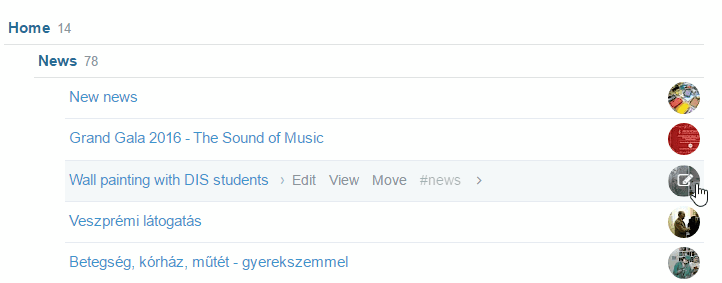 Home 14
News 78
New news
Grand Gala 2016 - The Sound of Music
Wall painting with DIS students › Edit View Move #news ›
Veszprémi látogatás
Betegség, kórház, műtét - gyerekszemmel